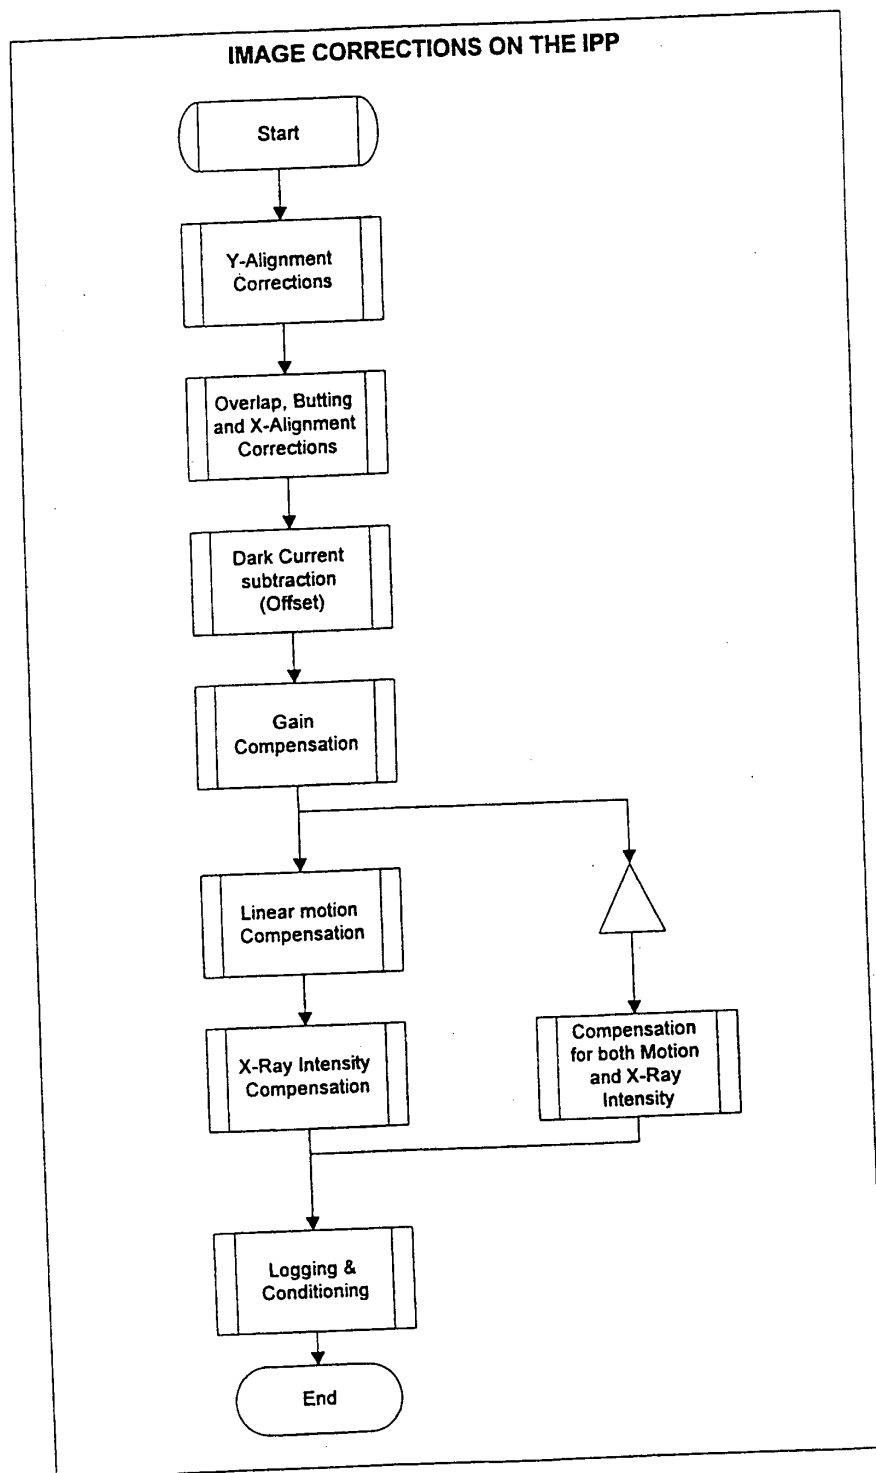 IMAGE CORRECTIONS ON THE IPP
Start
Y-Alignment
Corrections
Overlap, Butting
and X-Alignment
Corrections
Dark Current
subtraction
(Offset)
Gain
Compensation
Linear motion
Compensation
X-Ray Intensity
Compensation
Compensation
for both Motion
and X-Ray
Intensity
Logging &
Conditioning
End